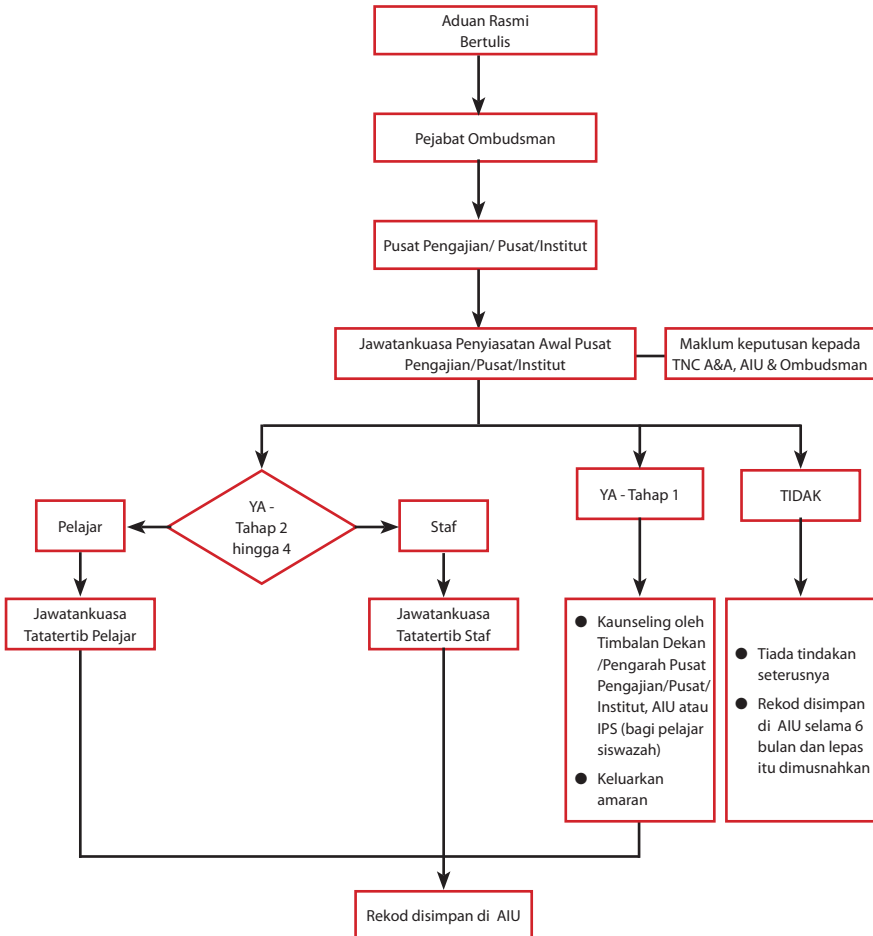 Aduan Rasmi
Bertulis
Pejabat Ombudsman
Pusat Pengajian/ Pusat/Institut
Jawatankuasa Penyiasatan Awal Pusat
Pengajian/Pusat/Institut
Maklum keputusan kepada
TNC A&A, AIU & Ombudsman
YA -
Tahap 2
hingga 4
Pelajar
Staf
YA - Tahap 1
TIDAK
Jawatankuasa
Tatatertib Pelajar
Jawatankuasa
Tatatertib Staf
● Kaunseling oleh
Timbalan Dekan
/Pengarah Pusat
Pengajian/Pusat/
Institut, AIU atau
IPS (bagi pelajar
siswazah)
● Keluarkan
amaran
● Tiada tindakan
seterusnya
● Rekod disimpan
di AIU selama 6
bulan dan lepas
itu dimusnahkan
Rekod disimpan di AIU